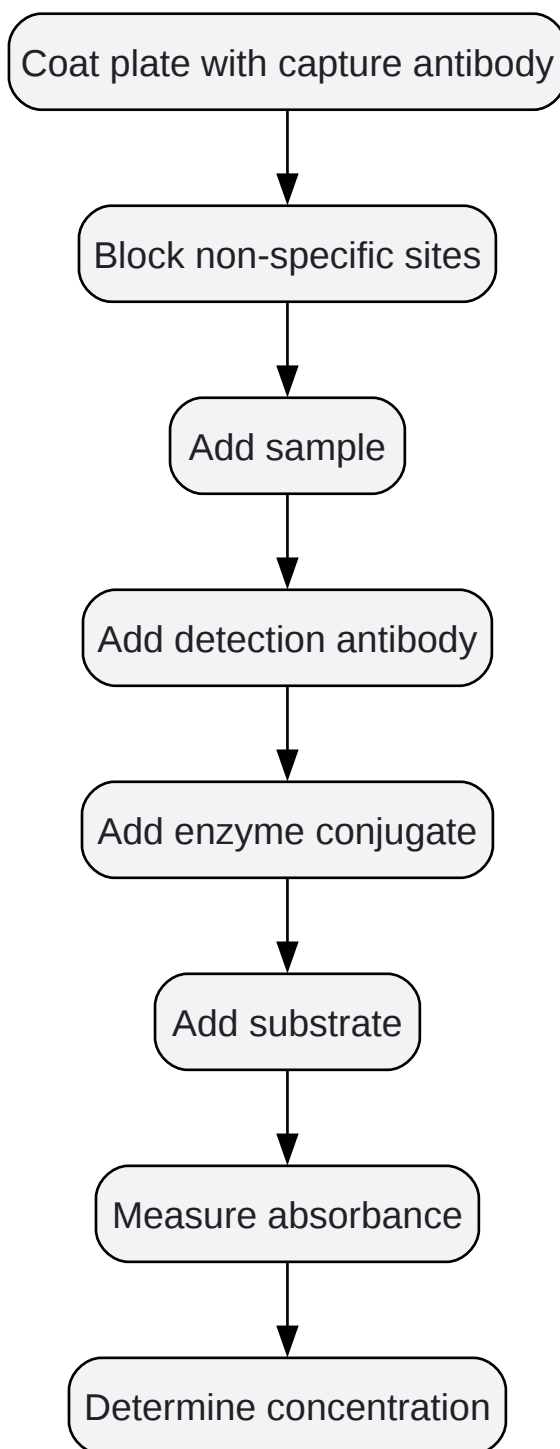 Coat plate with capture antibody
Block non-specific sites
Add sample
Add detection antibody
Add enzyme conjugate
Add substrate
Measure absorbance
Determine concentration